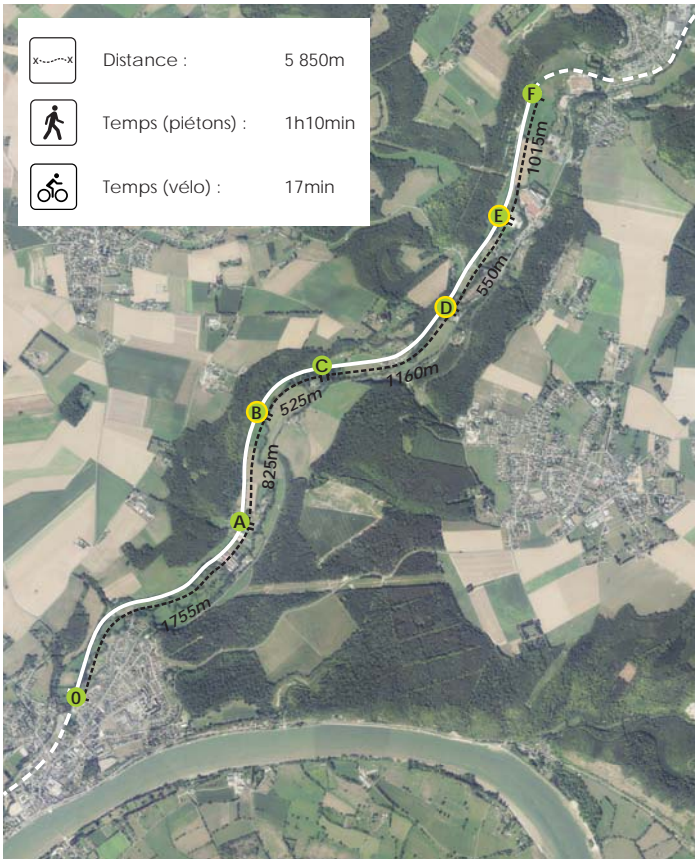 Distance : 5 850m
Temps (piétons) : 1h10min
Temps (vélo) : 17min
F
1015m
E
550m
D
C
1160m
525m
B
825m
A
1755m
0